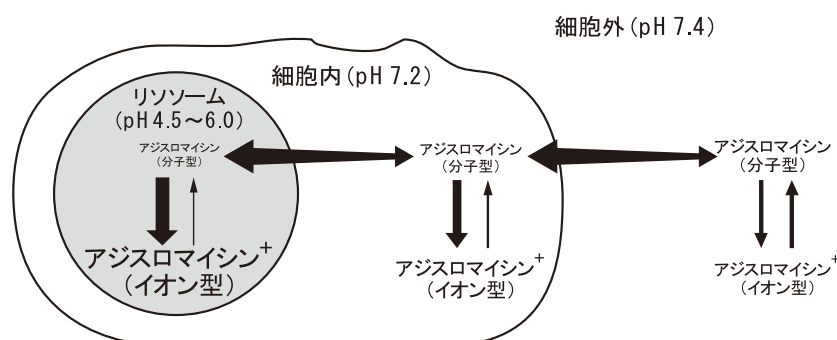 細胞外(pH 7.4)
細胞内(pH 7.2)
リソソーム
(pH 4.5～6.0)
アジスロマイシン
(分子型)
アジスロマイシン+
(イオン型)
アジスロマイシン
(分子型)
アジスロマイシン+
(イオン型)
アジスロマイシン
(分子型)
アジスロマイシン+
(イオン型)